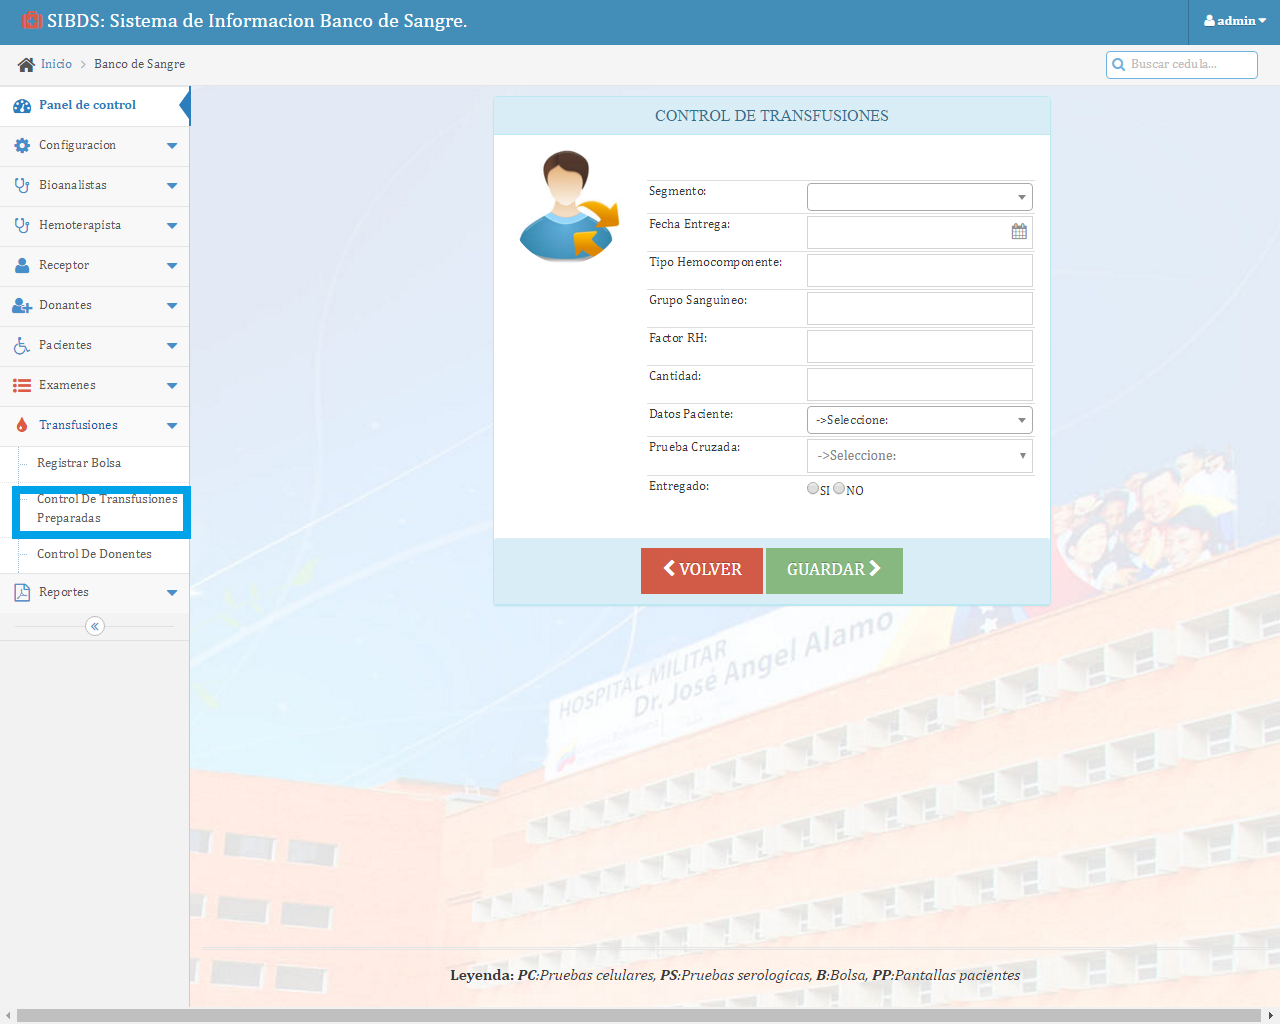 SIBDS: Sistema de Informacion Banco de Sangre.
admin
Inicio > Banco de Sangre
Buscar cedula...
Panel de control
Configuracion
Bioanalistas
Hemoterapista
Receptor
Donantes
Pacientes
Examenes
Transfusiones
Registrar Bolsa
Control De Transfusiones
Preparadas
Control De Donentes
Reportes
CONTROL DE TRANSFUSIONES
Segmento:
Fecha Entrega:
Tipo Hemocomponente:
Grupo Sanguineo:
Factor RH:
Cantidad:
Datos Paciente: ->Seleccione:
Prueba Cruzada: ->Seleccione:
Entregado: SI NO
VOLVER GUARDAR
HOSPITAL MILITAR
Dr. José Angel Alamo
Leyenda: PC:Pruebas celulares, PS:Pruebas serologicas, B:Bolsa, PP:Pantallas pacientes